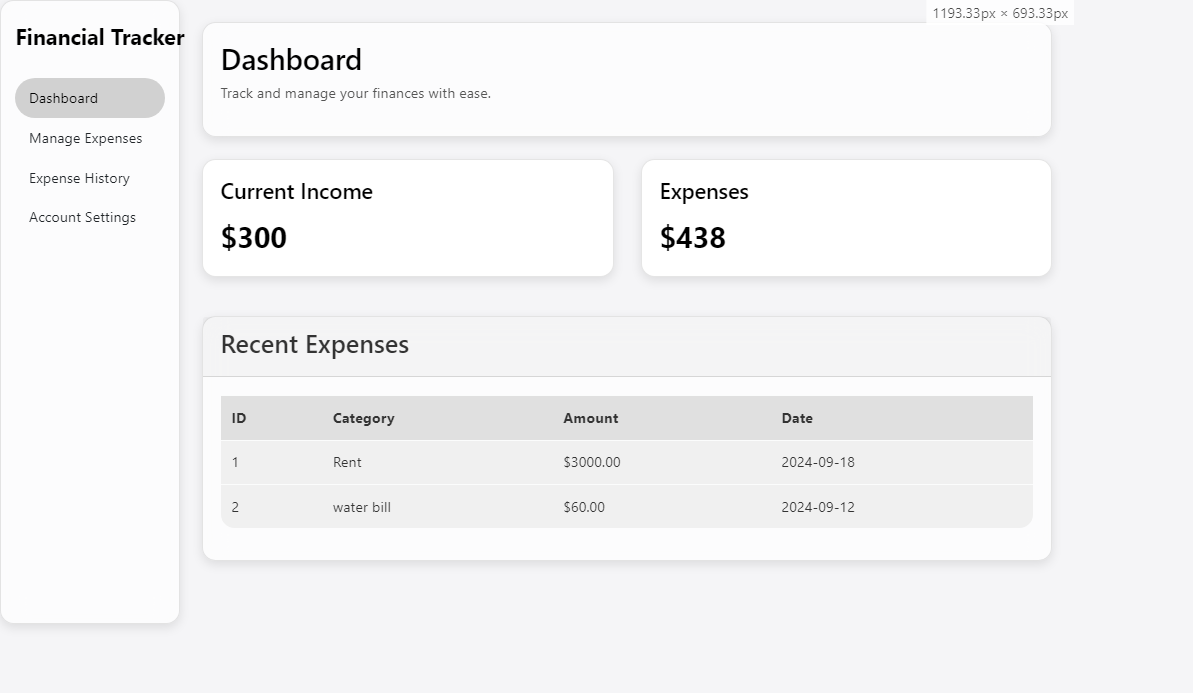 1193.33px × 693.33px
Financial Tracker
Dashboard
Manage Expenses
Expense History
Account Settings
Dashboard
Track and manage your finances with ease.
Current Income
$300
Expenses
$438
Recent Expenses
ID Category Amount Date
1 Rent $3000.00 2024-09-18
2 water bill $60.00 2024-09-12